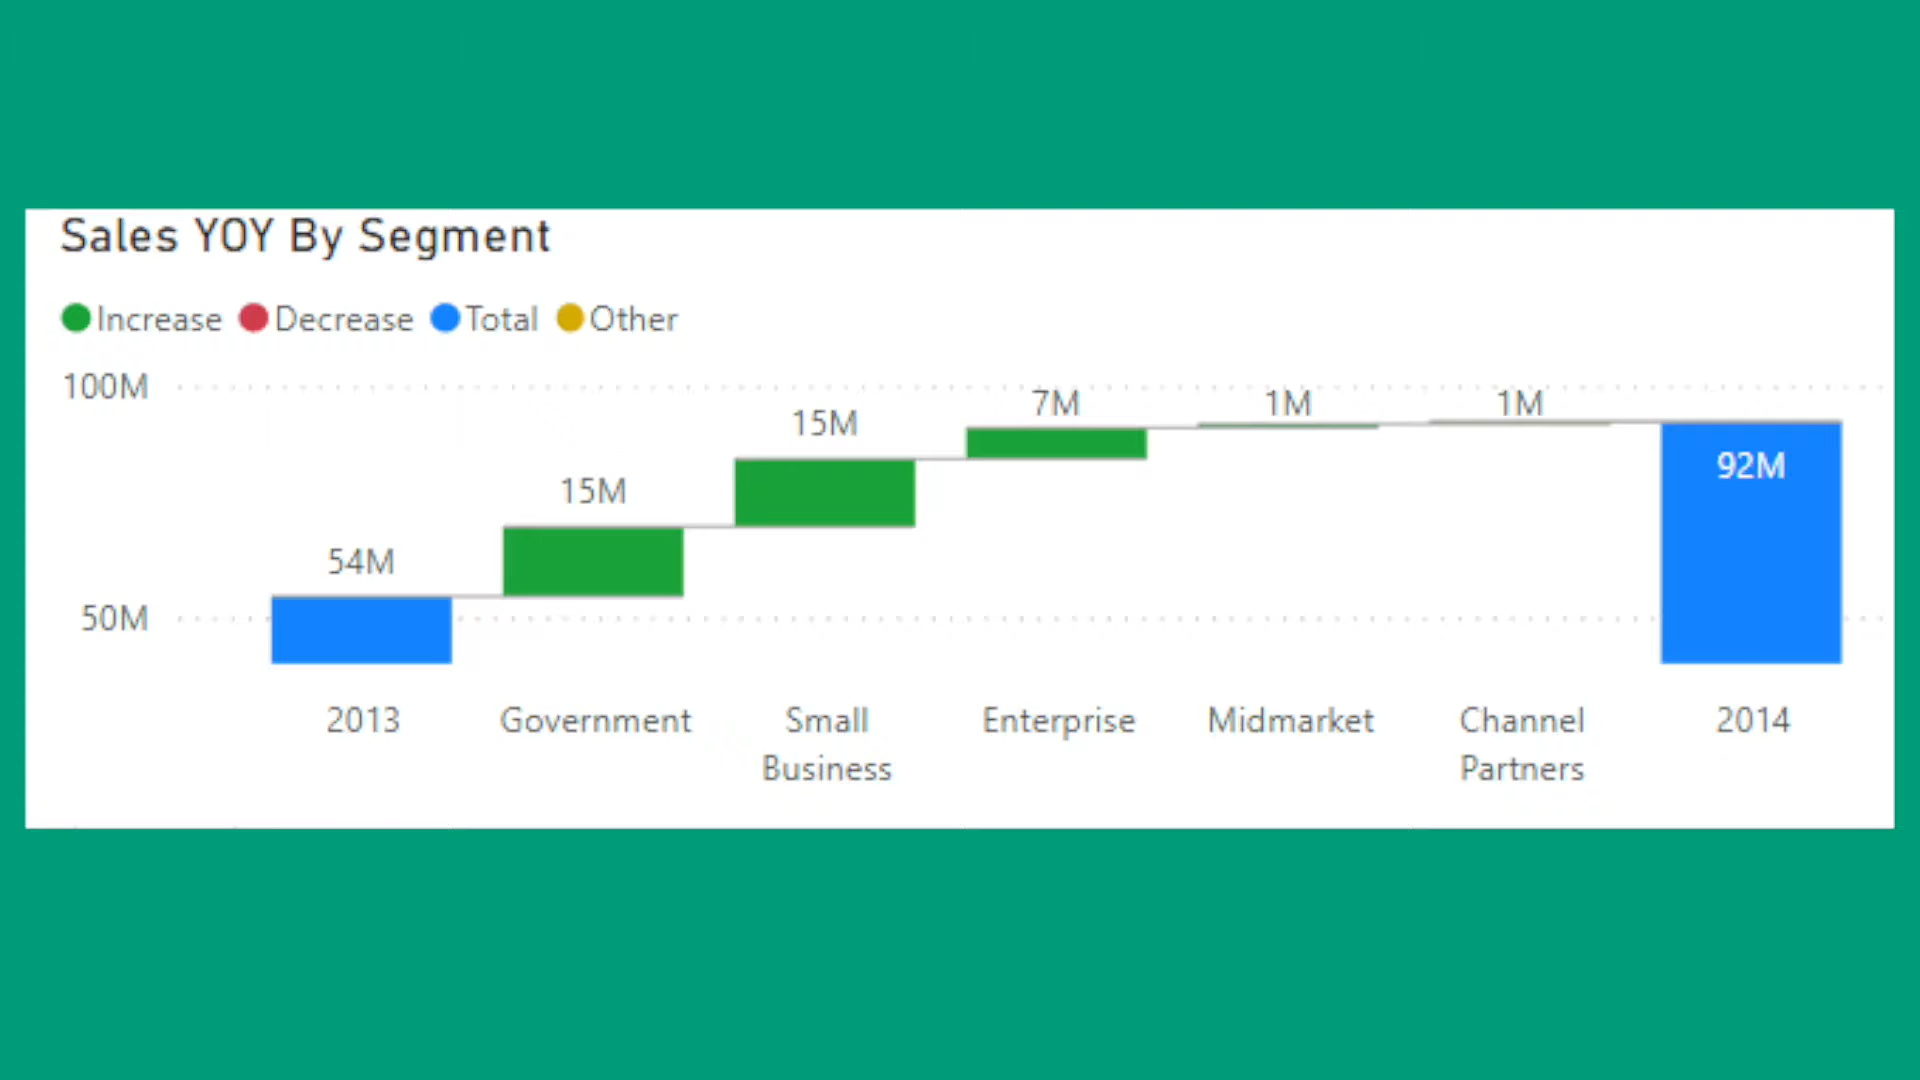 Sales YOY By Segment
Increase Decrease Total Other
100M
50M
54M
15M
15M
7M
1M
1M
92M
2013 Government Small Enterprise Midmarket Channel 2014
Business Partners